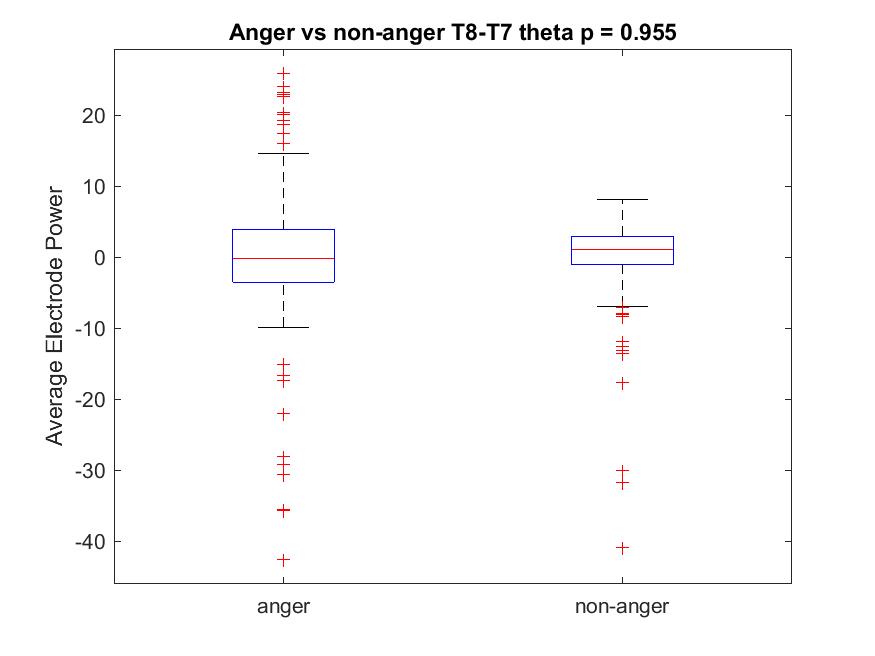 Anger vs non-anger T8-T7 theta p = 0.955
Average Electrode Power
20
10
0
-10
-20
-30
-40
anger
non-anger